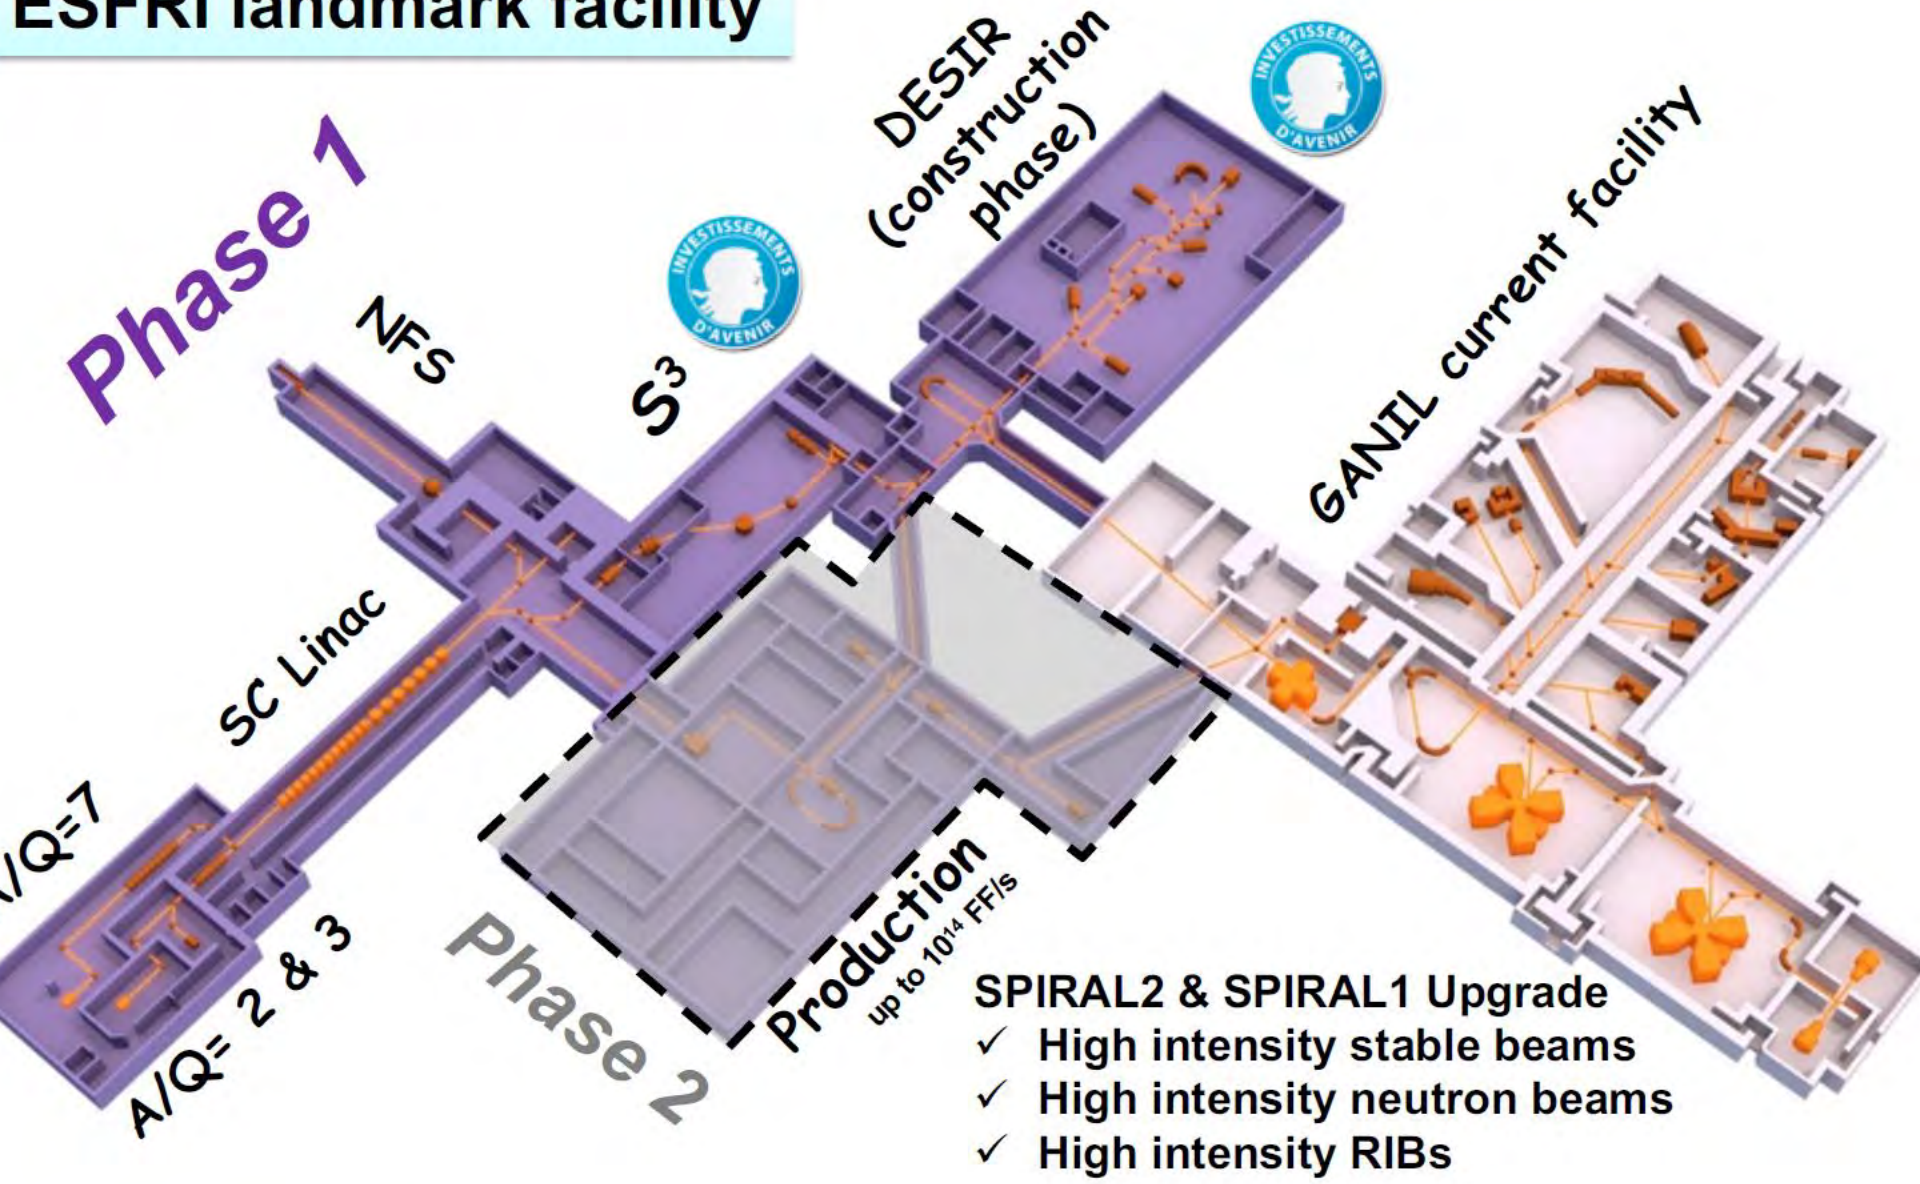 ESFRI landmark facility
Phase 1
NFS
S³
INVESTISSEMENTS
D'AVENIR
DESIR
(construction
phase)
INVESTISSEMENTS
D'AVENIR
GANIL current facility
SC Linac
/Q=7
A/Q= 2 & 3
Phase 2
Production
up to 10¹⁴ FF/s
SPIRAL2 & SPIRAL1 Upgrade
✓ High intensity stable beams
✓ High intensity neutron beams
✓ High intensity RIBs